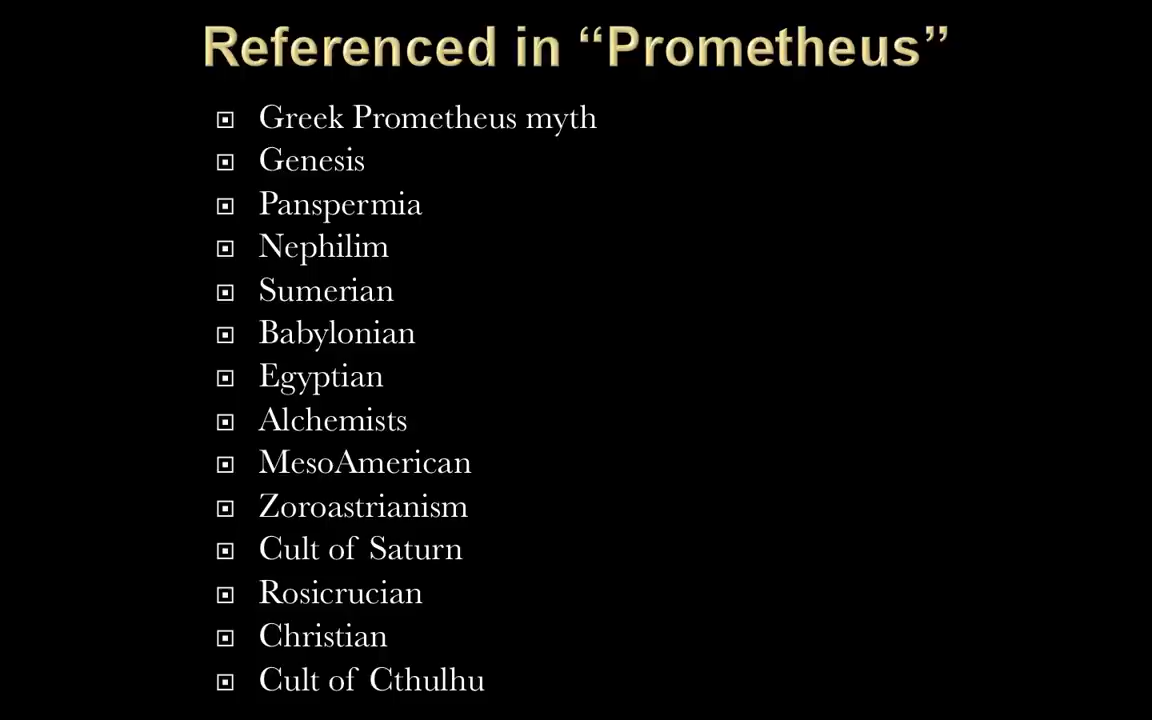 Referenced in “Prometheus”
Greek Prometheus myth
Genesis
Panspermia
Nephilim
Sumerian
Babylonian
Egyptian
Alchemists
MesoAmerican
Zoroastrianism
Cult of Saturn
Rosicrucian
Christian
Cult of Cthulhu